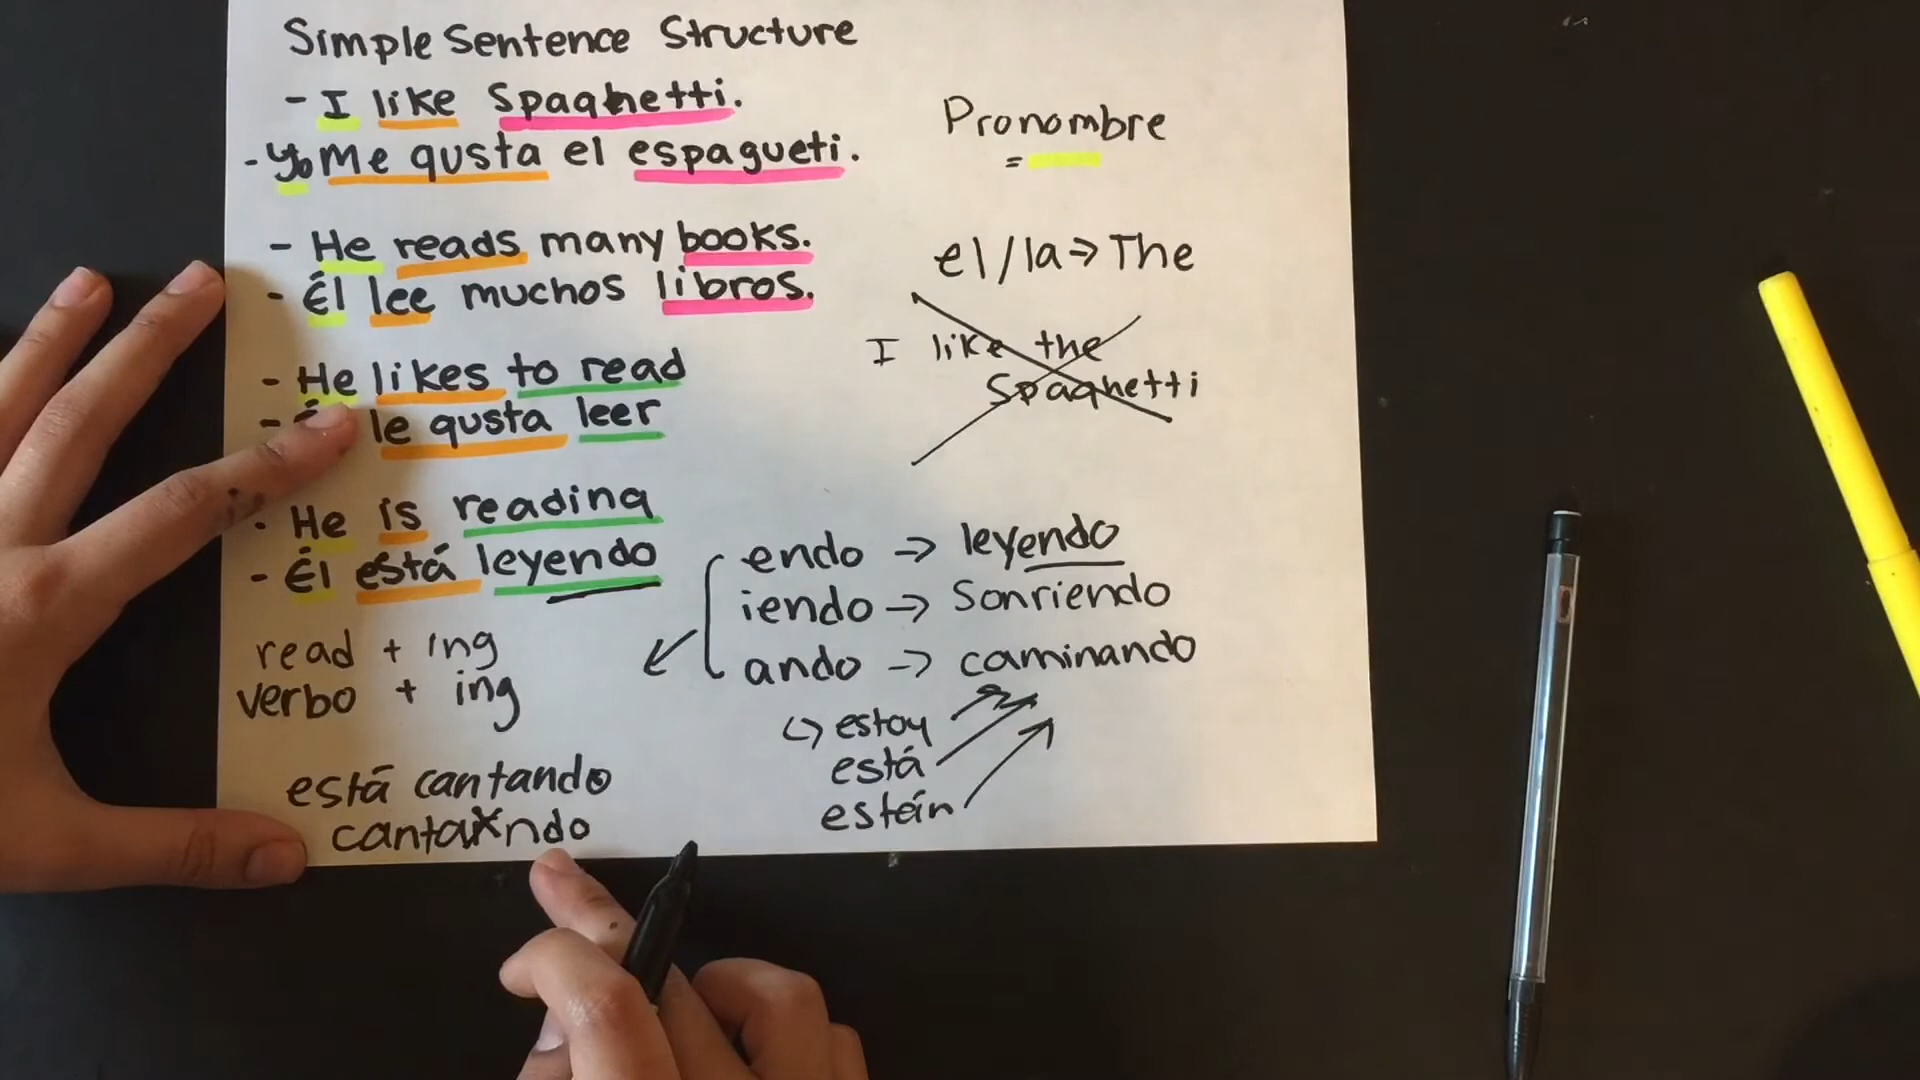 Simple Sentence Structure
- I like Spaghetti.
- Yo Me gusta el espagueti.
- He reads many books.
- Él lee muchos libros.
- He likes to read
- le gusta leer
- He is reading
- Él está leyendo
read + ing
verbo + ing
está cantando
Pronombre
=
el/la → The
I like the
Spaghetti
endo → leyendo
iendo → Sonriendo
ando → caminando
↳ estoy
está
están